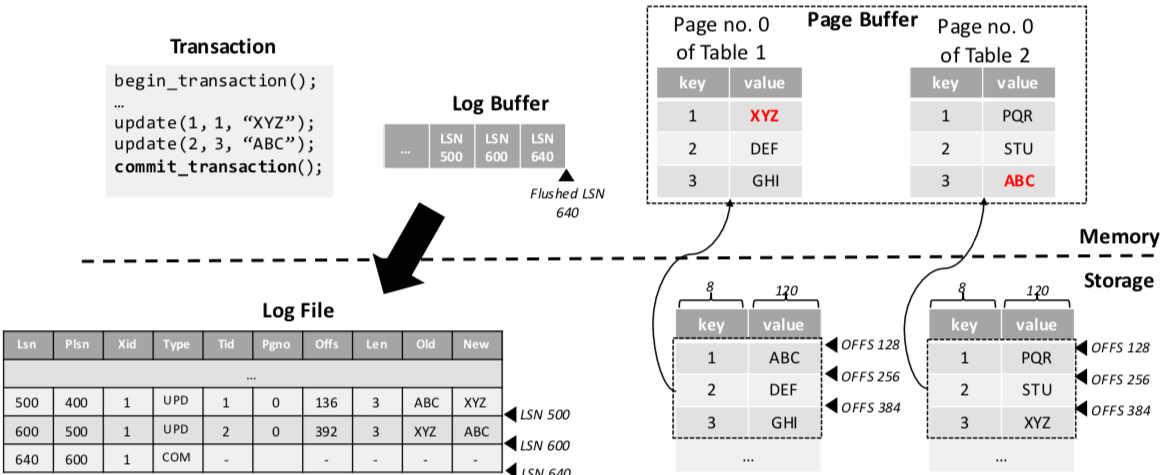 Transaction
begin_transaction();
…
update(1, 1, “XYZ”);
update(2, 3, “ABC”);
commit_transaction();
Log Buffer
… LSN 500 LSN 600 LSN 640
Flushed LSN
640
Page Buffer
Page no. 0
of Table 1
key value
1 XYZ
2 DEF
3 GHI
Page no. 0
of Table 2
key value
1 PQR
2 STU
3 ABC
Memory
Storage
Log File
Lsn Plsn Xid Type Tid Pgno Offs Len Old New
…
500 400 1 UPD 1 0 136 3 ABC XYZ
LSN 500
600 500 1 UPD 2 0 392 3 XYZ ABC
LSN 600
640 600 1 COM - - - - -
LSN 640
8 120
key value
OFFS 128
1 ABC
OFFS 256
2 DEF
OFFS 384
3 GHI
…
8 120
key value
OFFS 128
1 PQR
OFFS 256
2 STU
OFFS 384
3 XYZ
…